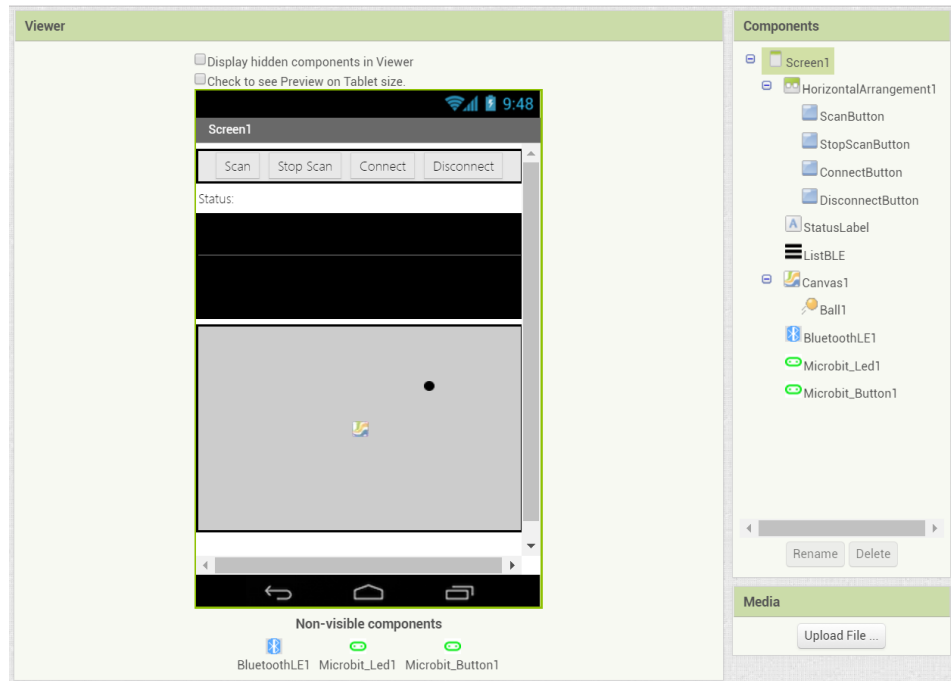 Viewer
Display hidden components in Viewer
Check to see Preview on Tablet size.
9:48
Screen1
Scan Stop Scan Connect Disconnect
Status:
Non-visible components
BluetoothLE1 Microbit_Led1 Microbit_Button1
Components
Screen1
HorizontalArrangement1
ScanButton
StopScanButton
ConnectButton
DisconnectButton
A StatusLabel
ListBLE
Canvas1
Ball1
BluetoothLE1
Microbit_Led1
Microbit_Button1
Rename Delete
Media
Upload File ...